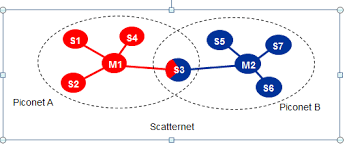 S1
S4
S5
S7
M1
S3
M2
S2
S6
Piconet A
Piconet B
Scatternet